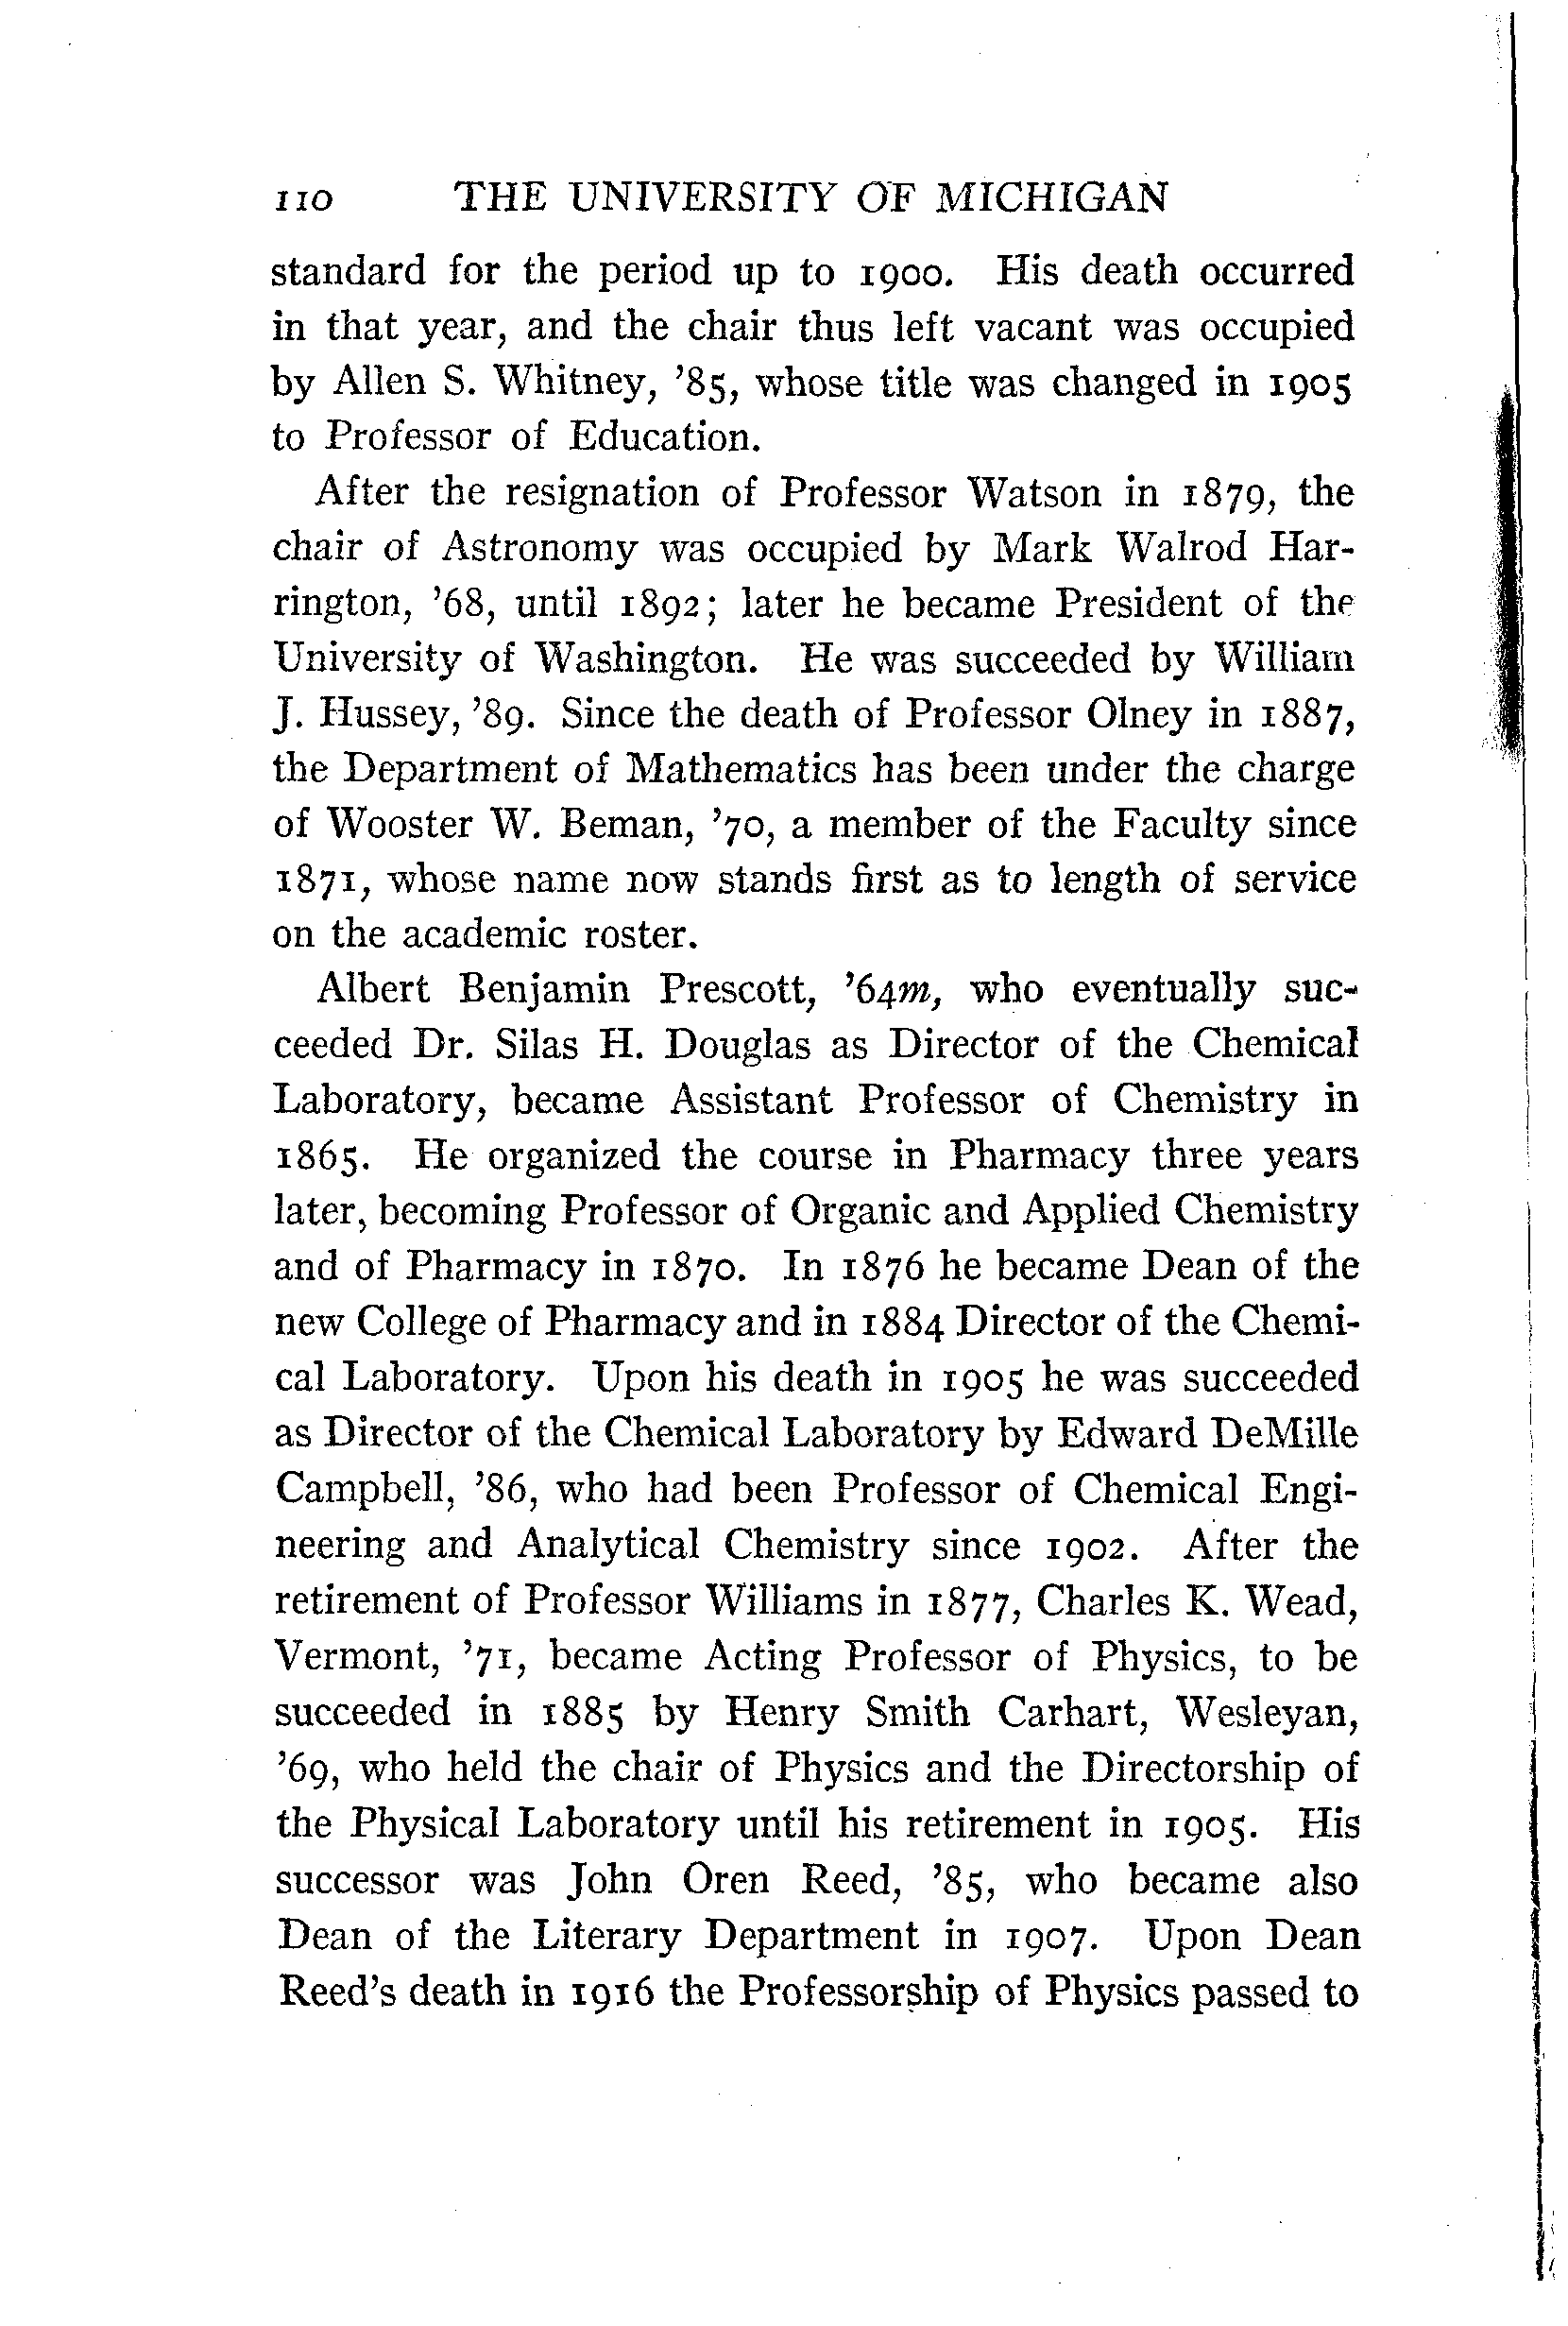 110 THE UNIVERSITY OF MICHIGAN
standard for the period up to 1900. His death occurred
in that year, and the chair thus left vacant was occupied
by Allen S. Whitney, '85, whose title was changed in 1905
to Professor of Education.
After the resignation of Professor Watson in 1879, the
chair of Astronomy was occupied by Mark Walrod Har-
rington, '68, until 1892; later he became President of the
University of Washington. He was succeeded by William
J. Hussey, '89. Since the death of Professor Olney in 1887,
the Department of Mathematics has been under the charge
of Wooster W. Beman, '70, a member of the Faculty since
1871, whose name now stands first as to length of service
on the academic roster.
Albert Benjamin Prescott, '64m, who eventually suc-
ceeded Dr. Silas H. Douglas as Director of the Chemical
Laboratory, became Assistant Professor of Chemistry in
1865. He organized the course in Pharmacy three years
later, becoming Professor of Organic and Applied Chemistry
and of Pharmacy in 1870. In 1876 he became Dean of the
new College of Pharmacy and in 1884 Director of the Chemi-
cal Laboratory. Upon his death in 1905 he was succeeded
as Director of the Chemical Laboratory by Edward DeMille
Campbell, '86, who had been Professor of Chemical Engi-
neering and Analytical Chemistry since 1902. After the
retirement of Professor Williams in 1877, Charles K. Wead,
Vermont, '71, became Acting Professor of Physics, to be
succeeded in 1885 by Henry Smith Carhart, Wesleyan,
'69, who held the chair of Physics and the Directorship of
the Physical Laboratory until his retirement in 1905. His
successor was John Oren Reed, '85, who became also
Dean of the Literary Department in 1907. Upon Dean
Reed's death in 1916 the Professorship of Physics passed to